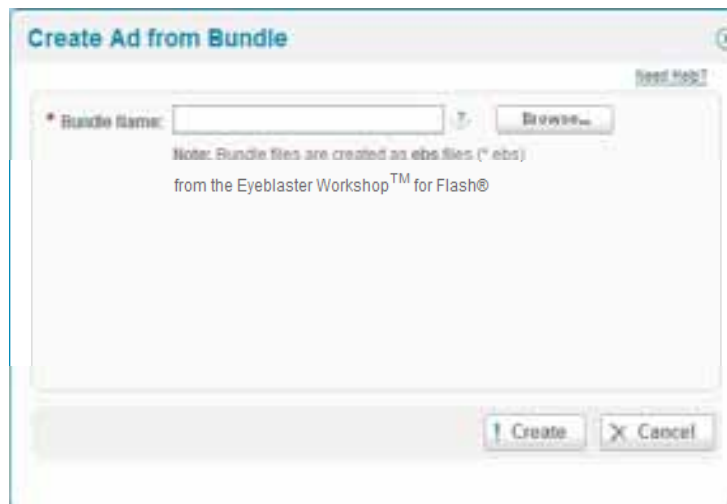 Create Ad from Bundle
Need Help?
* Bundle Name:
? Browse...
Note: Bundle files are created as ebs files (*.ebs)
from the Eyeblaster Workshop™ for Flash®
! Create
X Cancel